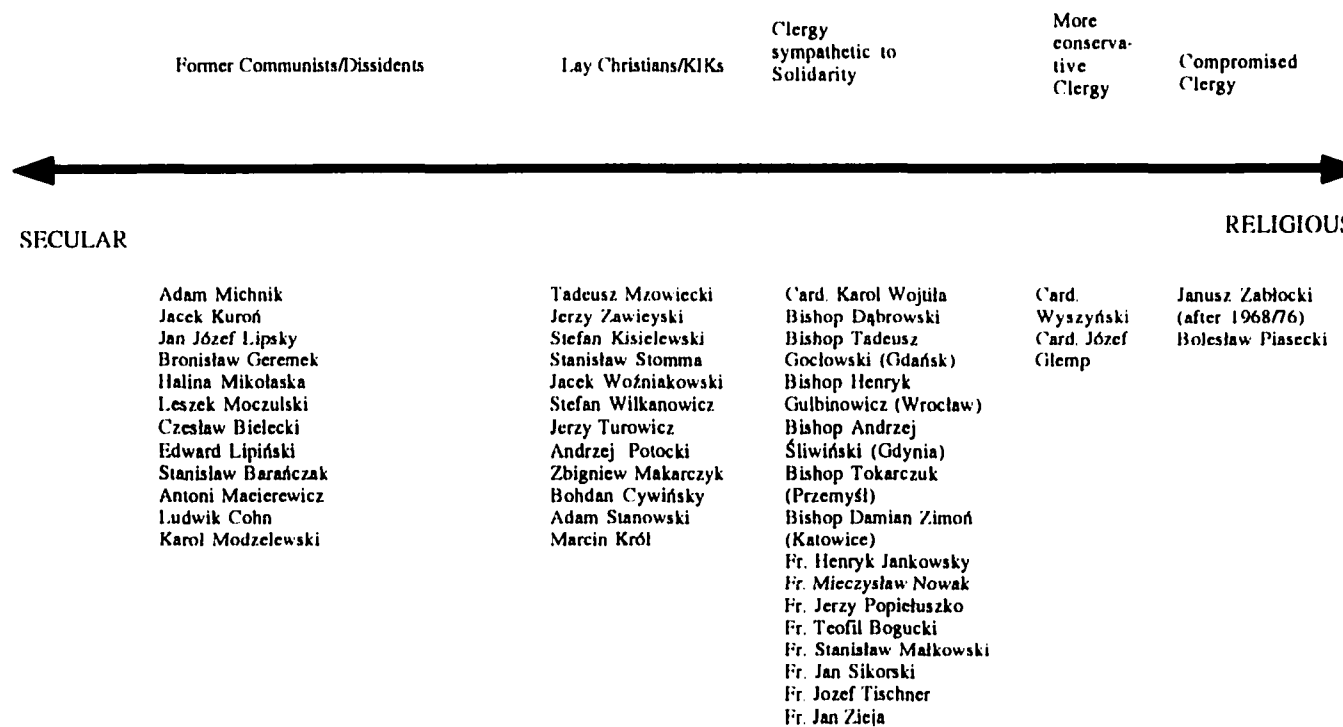 Former Communists/Dissidents
Lay Christians/KIKs
Clergy
sympathetic to
Solidarity
More
conserva-
tive
Clergy
Compromised
Clergy
SECULAR
RELIGIOUS
Adam Michnik
Jacek Kuroń
Jan Józef Lipsky
Bronisław Geremek
Halina Mikołaska
Leszek Moczulski
Czesław Bielecki
Edward Lipiński
Stanisław Barańczak
Antoni Macierewicz
Ludwik Cohn
Karol Modzelewski
Tadeusz Mzowiecki
Jerzy Zawieyski
Stefan Kisielewski
Stanisław Stomma
Jacek Woźniakowski
Stefan Wilkanowicz
Jerzy Turowicz
Andrzej Potocki
Zbigniew Makarczyk
Bohdan Cywińsky
Adam Stanowski
Marcin Król
Card. Karol Wojtiła
Bishop Dąbrowski
Bishop Tadeusz
Gocłowski (Gdańsk)
Bishop Henryk
Gulbinowicz (Wrocław)
Bishop Andrzej
Śliwiński (Gdynia)
Bishop Tokarczuk
(Przemyśl)
Bishop Damian Zimoń
(Katowice)
Fr. Henryk Jankowsky
Fr. Mieczysław Nowak
Fr. Jerzy Popiełuszko
Fr. Teofil Bogucki
Fr. Stanisław Małkowski
Fr. Jan Sikorski
Fr. Jozef Tischner
Fr. Jan Zieja
Card.
Wyszyński
Card. Józef
Glemp
Janusz Zabłocki
(after 1968/76)
Bolesław Piasecki